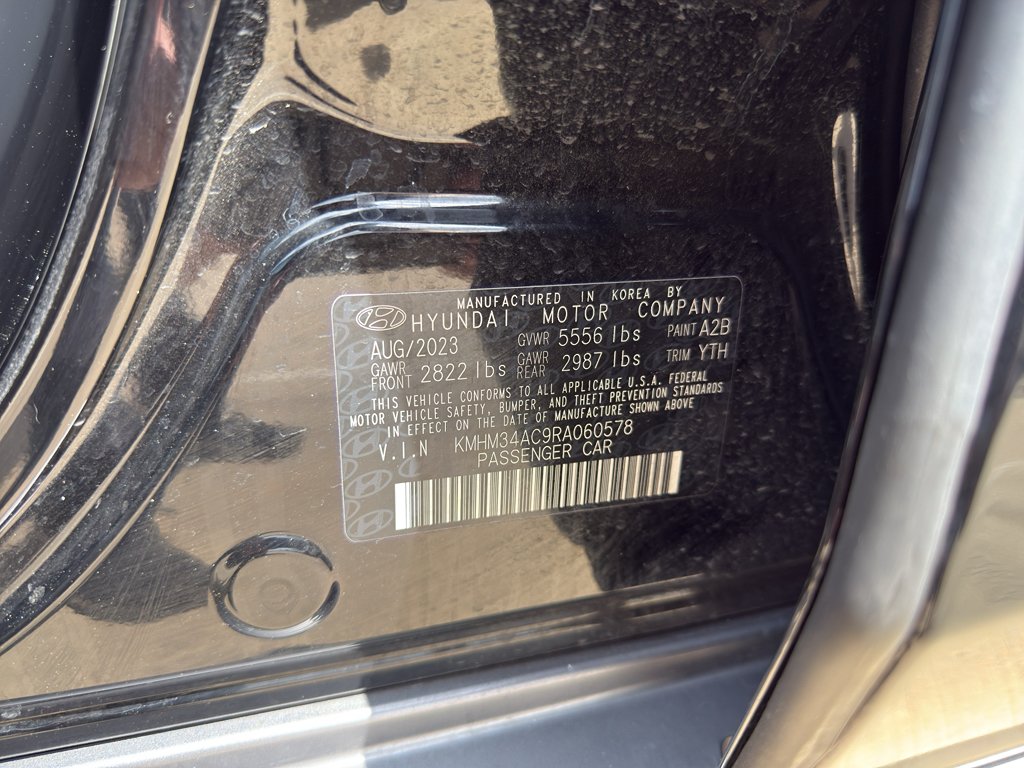 MANUFACTURED IN KOREA BY
HYUNDAI MOTOR COMPANY
AUG/2023 GVWR 5556 lbs PAINT A2B
GAWR FRONT 2822 lbs GAWR REAR 2987 lbs TRIM YTH
THIS VEHICLE CONFORMS TO ALL APPLICABLE U.S.A. FEDERAL
MOTOR VEHICLE SAFETY, BUMPER, AND THEFT PREVENTION STANDARDS
IN EFFECT ON THE DATE OF MANUFACTURE SHOWN ABOVE
V.I.N KMHM34AC9RA060578
PASSENGER CAR